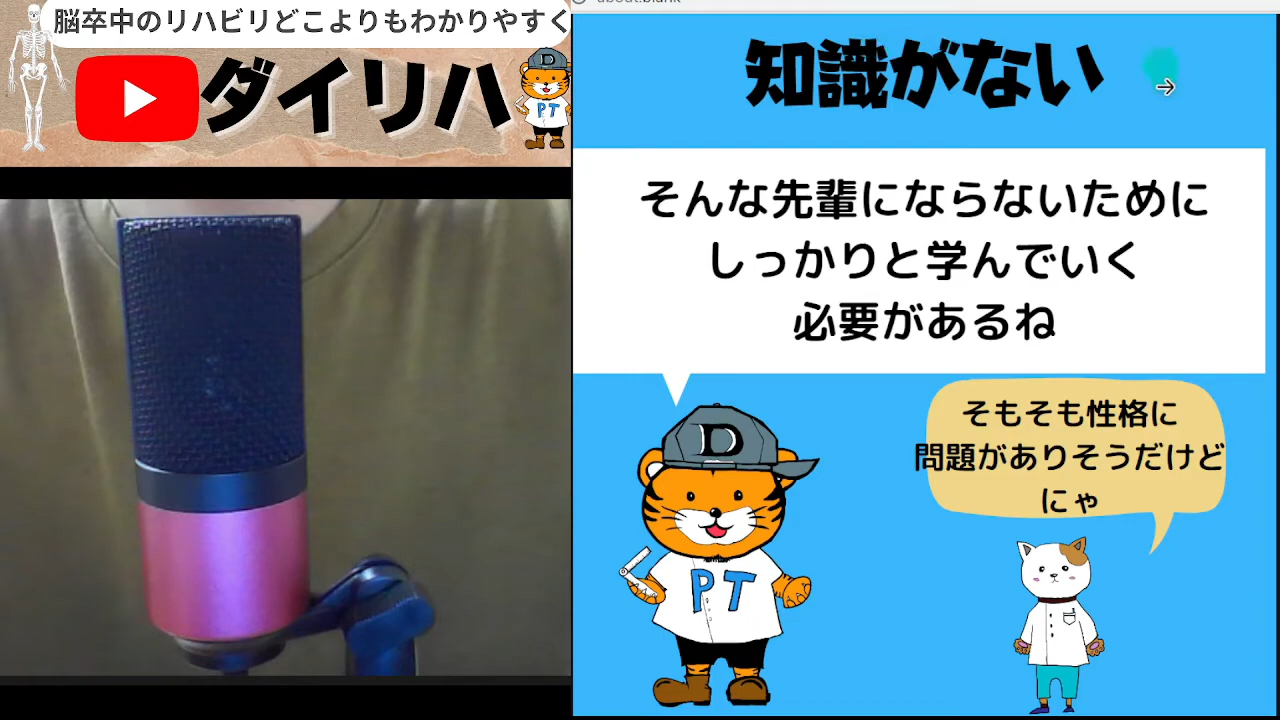 脳卒中のリハビリどこよりもわかりやすく
ダイリハ
D
PT
about:blank
知識がない
そんな先輩にならないために
しっかりと学んでいく
必要があるね
そもそも性格に
問題がありそうだけど
にゃ
D
PT